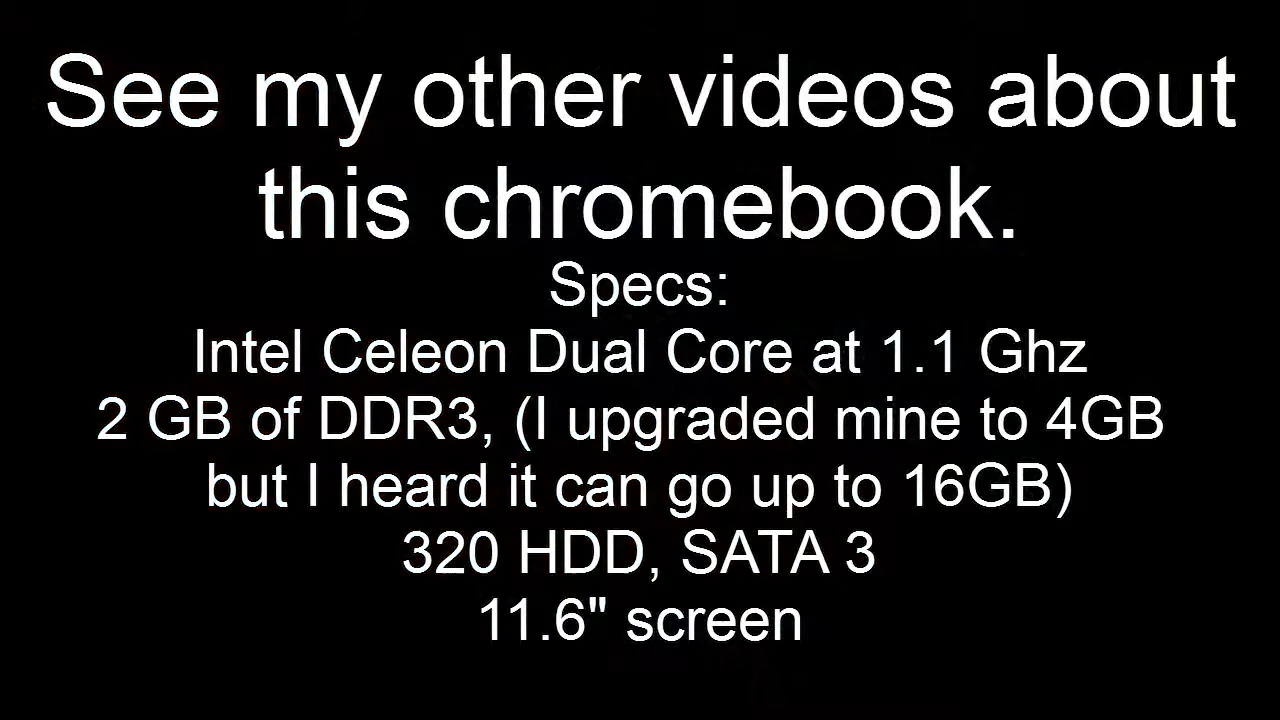 See my other videos about
this chromebook.
Specs:
Intel Celeon Dual Core at 1.1 Ghz
2 GB of DDR3, (I upgraded mine to 4GB
but I heard it can go up to 16GB)
320 HDD, SATA 3
11.6" screen